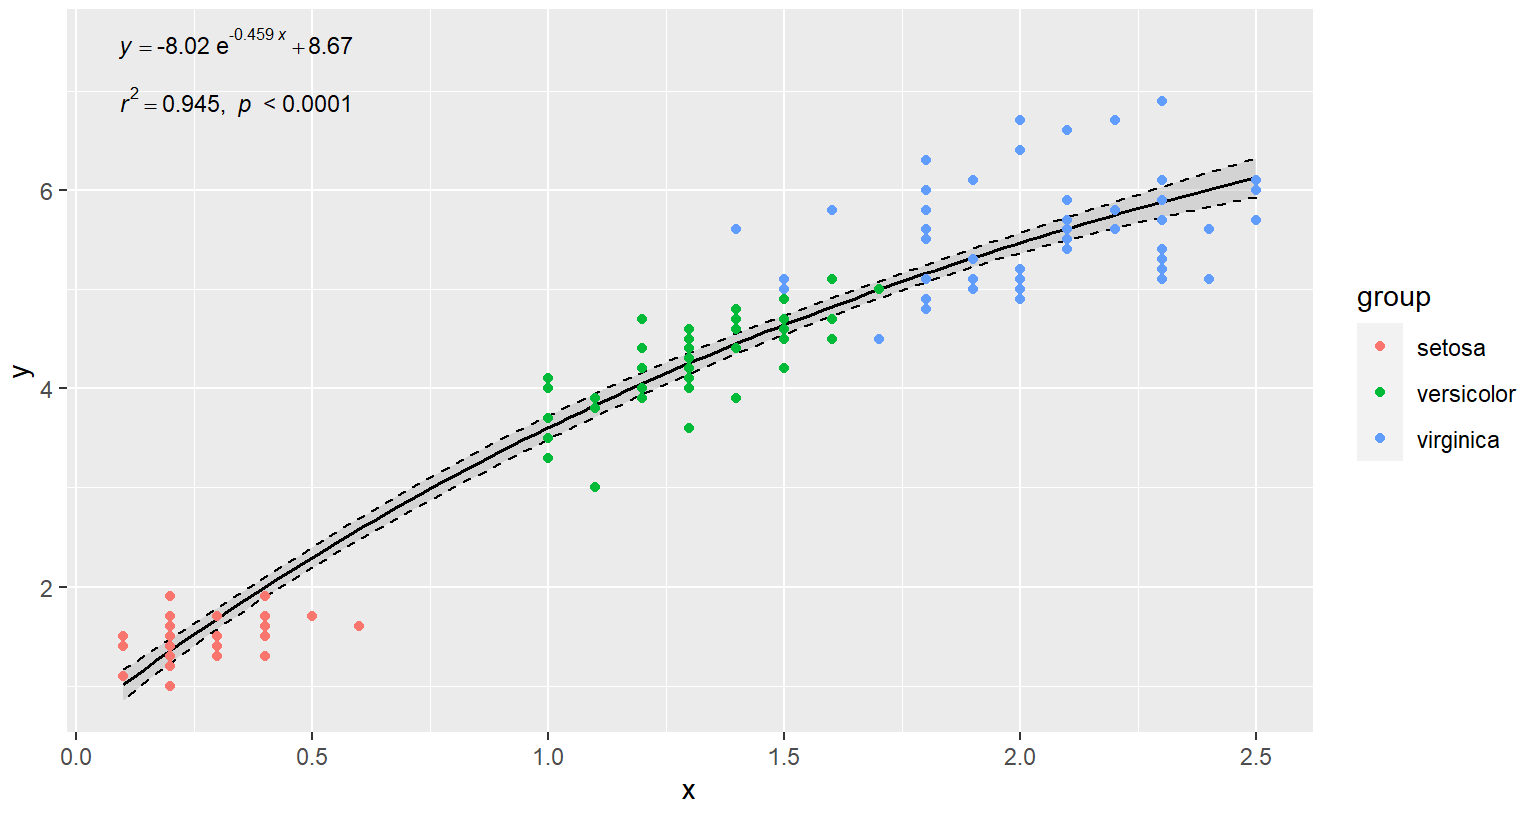 y = -8.02 e^-0.459 x + 8.67
r^2 = 0.945, p < 0.0001
6
4
2
y
0.0 0.5 1.0 1.5 2.0 2.5
x
group
setosa
versicolor
virginica